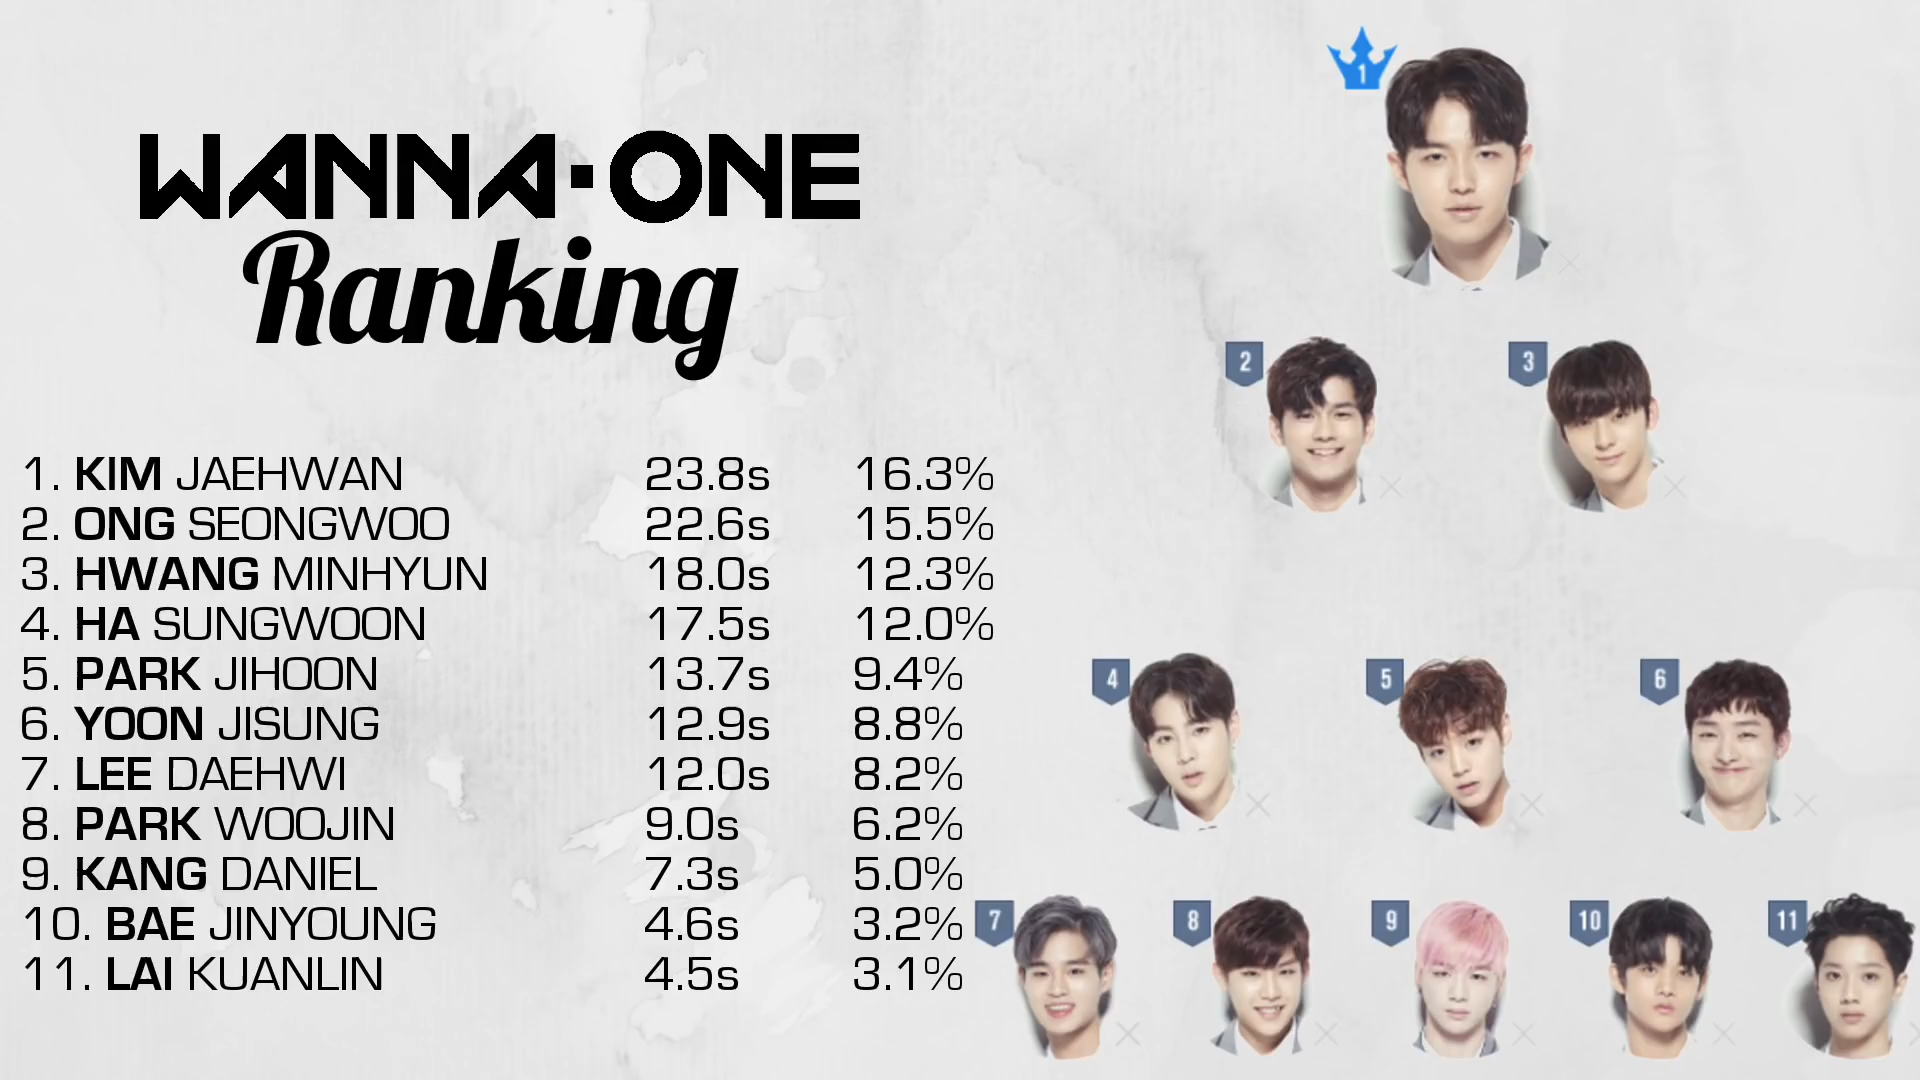 WANNA·ONE
Ranking
1. KIM JAEHWAN 23.8s 16.3%
2. ONG SEONGWOO 22.6s 15.5%
3. HWANG MINHYUN 18.0s 12.3%
4. HA SUNGWOON 17.5s 12.0%
5. PARK JIHOON 13.7s 9.4%
6. YOON JISUNG 12.9s 8.8%
7. LEE DAEHWI 12.0s 8.2%
8. PARK WOOJIN 9.0s 6.2%
9. KANG DANIEL 7.3s 5.0%
10. BAE JINYOUNG 4.6s 3.2%
11. LAI KUANLIN 4.5s 3.1%
1
2 3
4 5 6
7 8 9 10 11